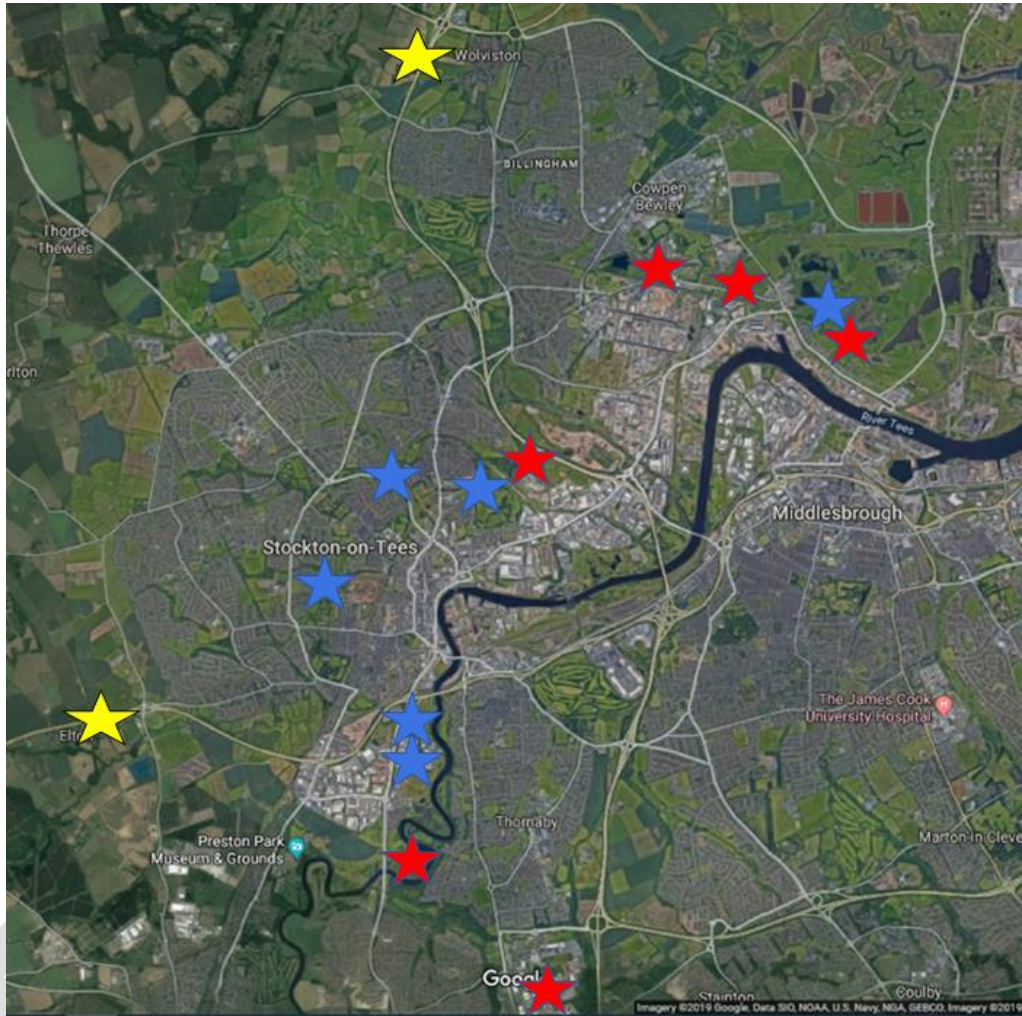 Wolviston
BILLINGHAM
Cowpen
Bewley
Thorpe
Thewles
rlton
River Tees
Middlesbrough
Stockton-on-Tees
The James Cook
University Hospital
H
Elto
Thornaby
Preston Park
Museum & Grounds
Marton-in-Cleve
Google
Stainton
Coulby
Imagery ©2019 Google, Data SIO, NOAA, U.S. Navy, NGA, GEBCO, Imagery ©2019